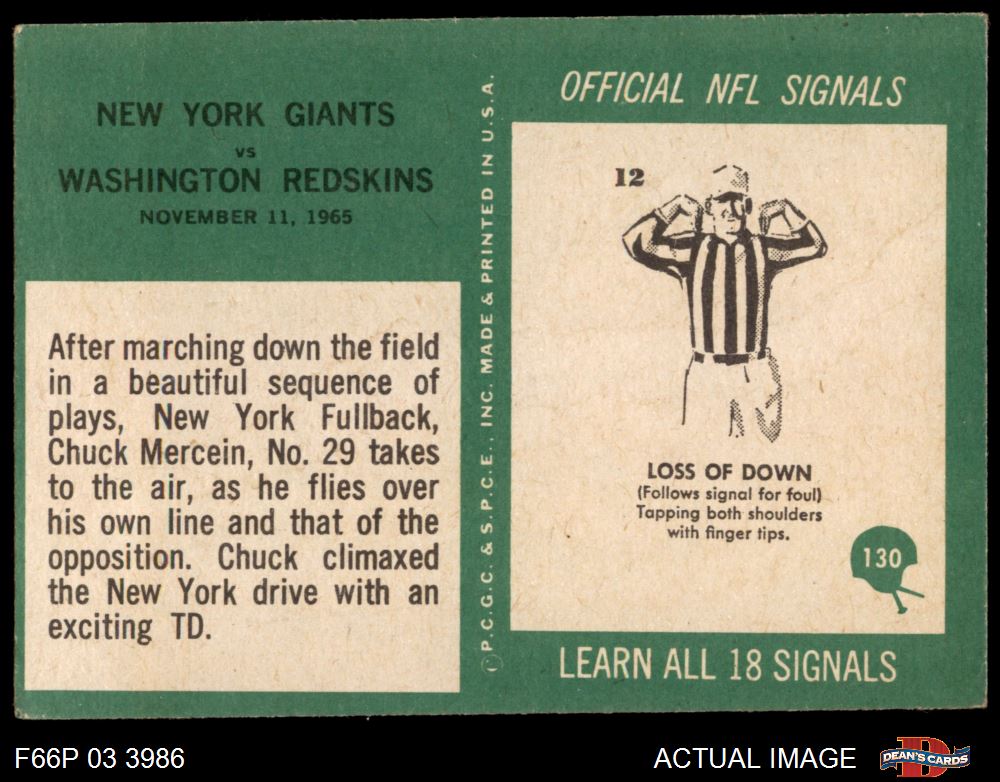 NEW YORK GIANTS
vs
WASHINGTON REDSKINS
NOVEMBER 11, 1965
After marching down the field
in a beautiful sequence of
plays, New York Fullback,
Chuck Mercein, No. 29 takes
to the air, as he flies over
his own line and that of the
opposition. Chuck climaxed
the New York drive with an
exciting TD.
Ⓒ P.C.G.C. & S.P.C.E., INC. MADE & PRINTED IN U.S.A.
OFFICIAL NFL SIGNALS
12
LOSS OF DOWN
(Follows signal for foul)
Tapping both shoulders
with finger tips.
130
LEARN ALL 18 SIGNALS
F66P 03 3986
ACTUAL IMAGE
D
DEAN'S CARDS